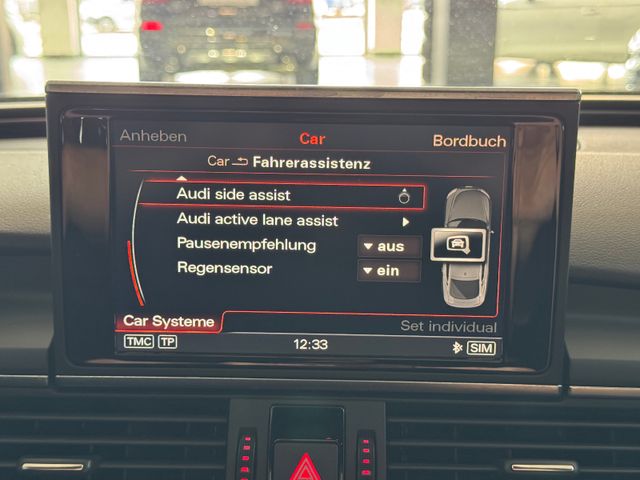 Anheben Car Bordbuch
Car Fahrerassistenz
Audi side assist
Audi active lane assist
Pausenempfehlung aus
Regensensor ein
Car Systeme Set individual
TMC TP 12:33 SIM